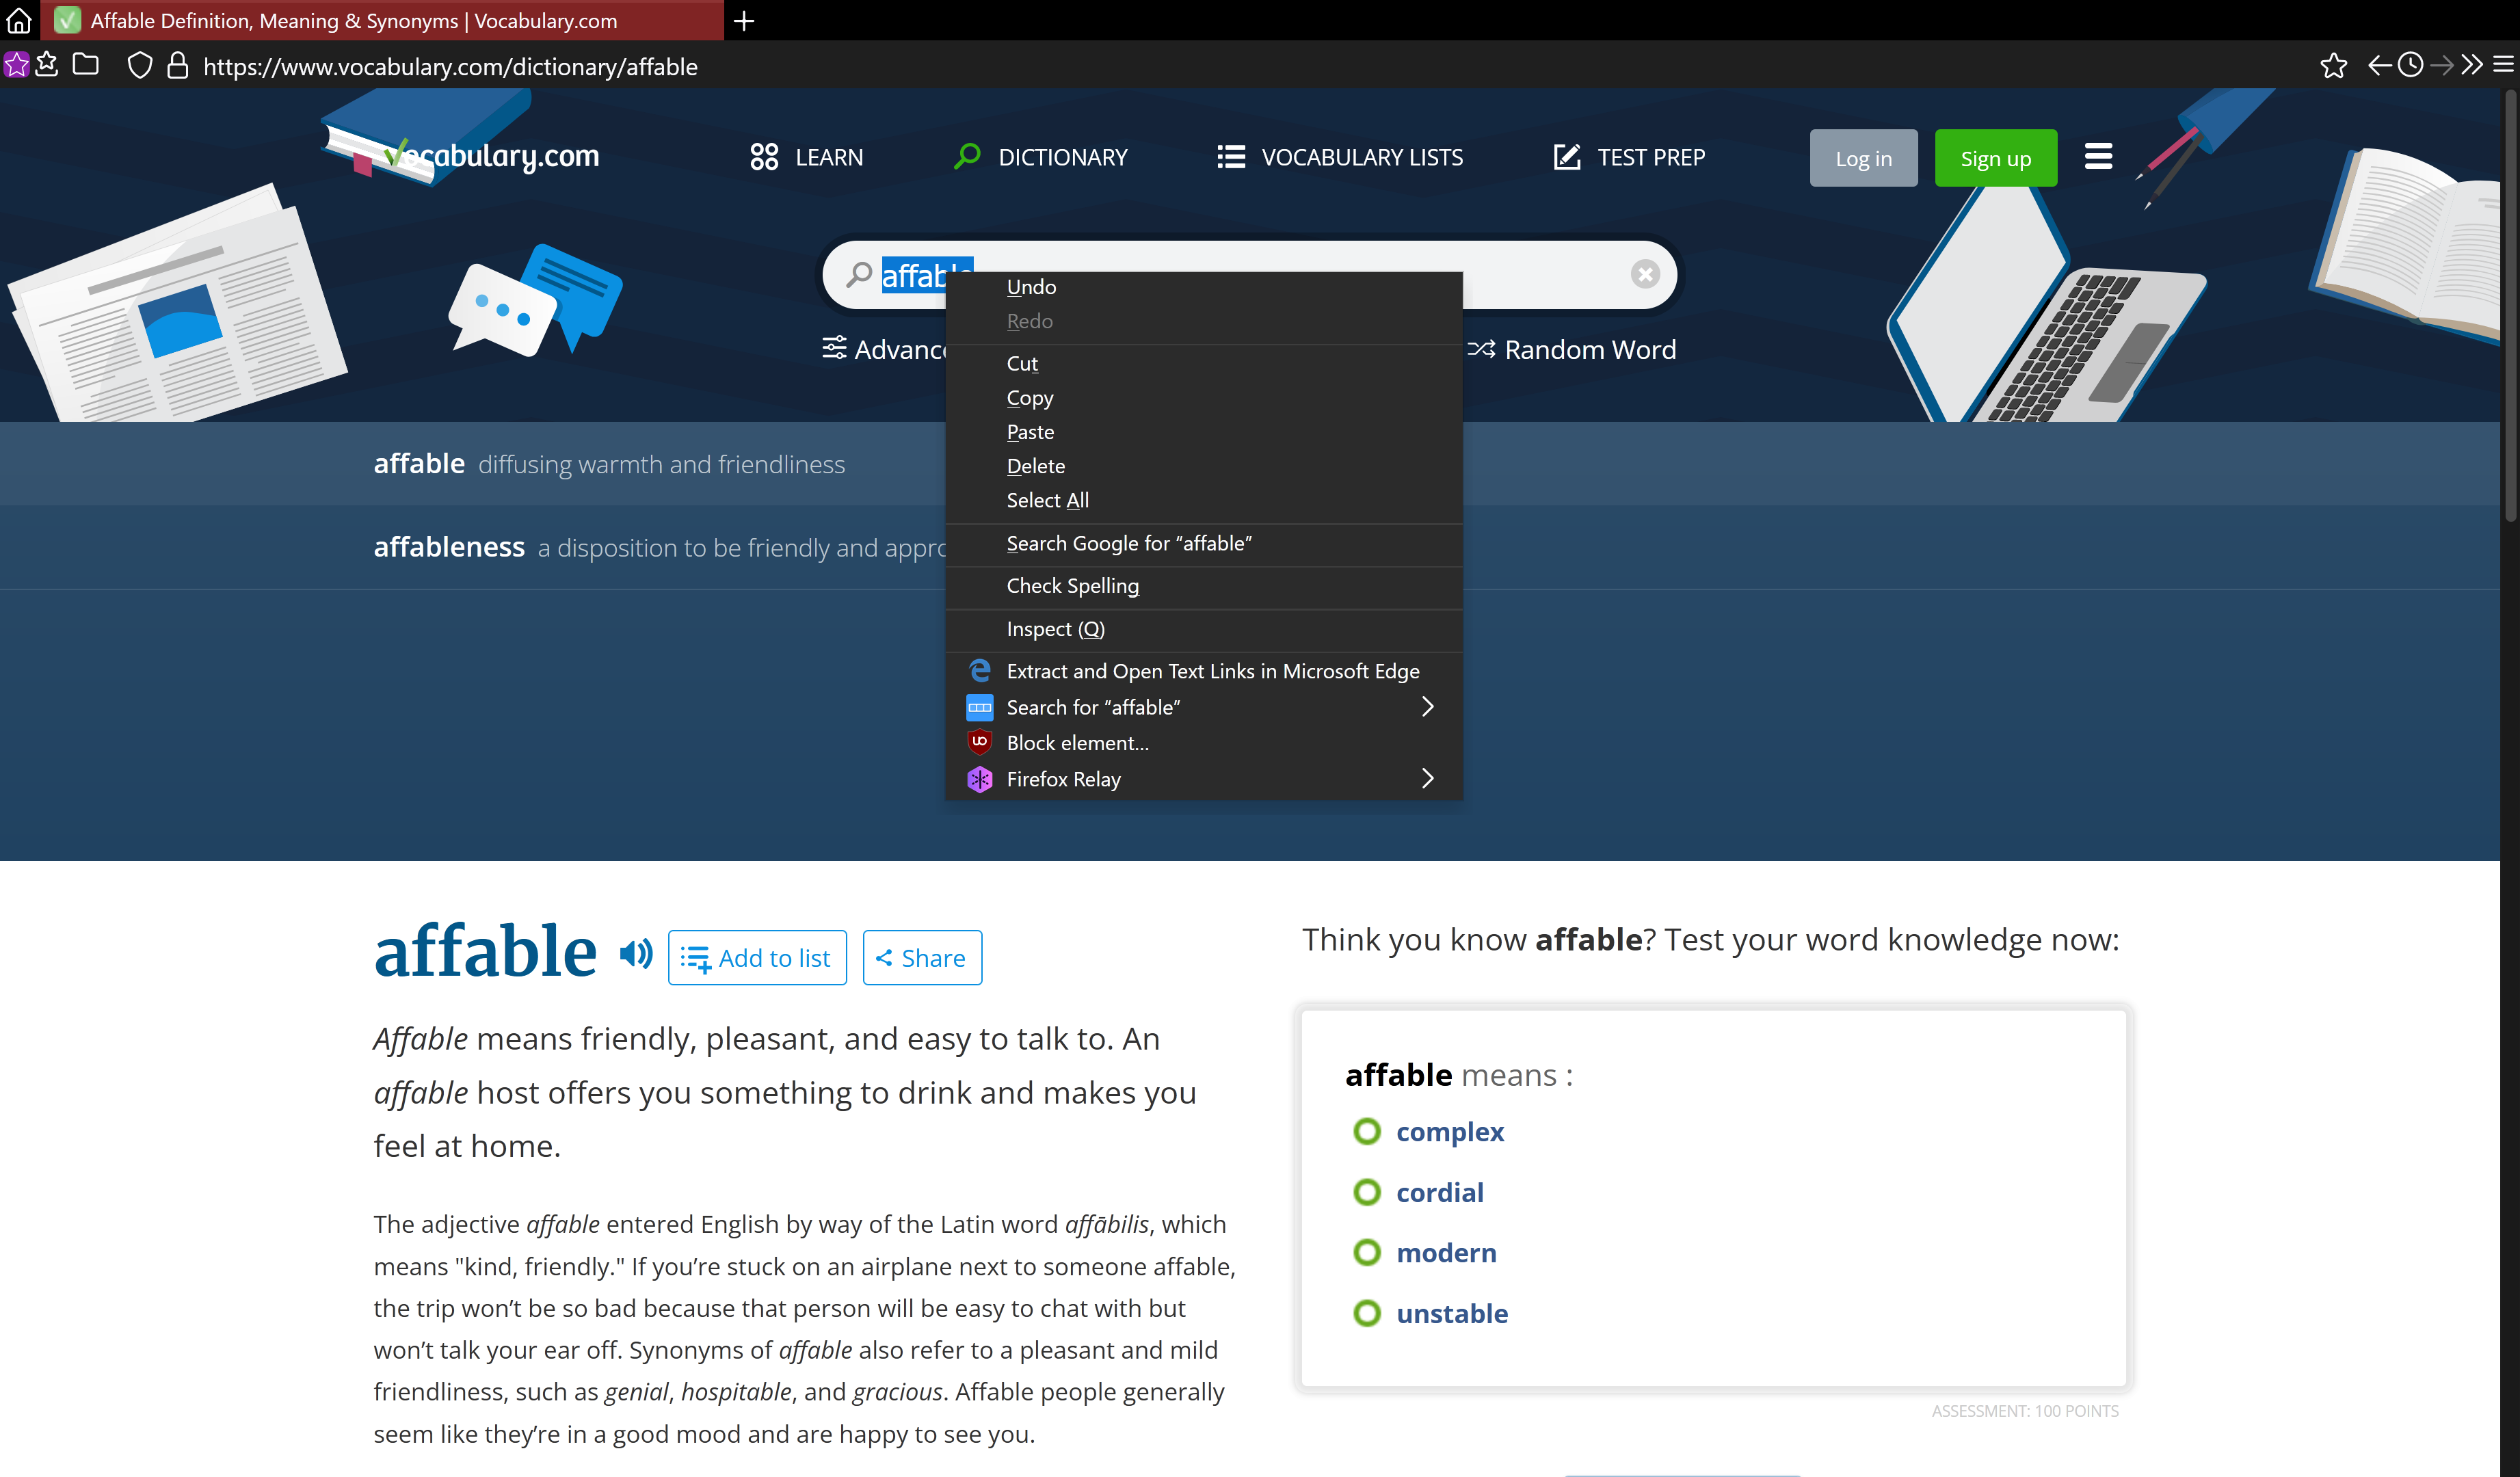 Affable Definition, Meaning & Synonyms | Vocabulary.com
https://www.vocabulary.com/dictionary/affable
Vocabulary.com
LEARN
DICTIONARY
VOCABULARY LISTS
TEST PREP
Log in
Sign up
affable
Random Word
Undo
Redo
Cut
Copy
Paste
Delete
Select All
Search Google for “affable”
Check Spelling
Inspect (Q)
Extract and Open Text Links in Microsoft Edge
Search for “affable”
Block element...
Firefox Relay
affable diffusing warmth and friendliness
affableness a disposition to be friendly and
affable
Add to list
Share
Affable means friendly, pleasant, and easy to talk to. An
affable host offers you something to drink and makes you
feel at home.
The adjective affable entered English by way of the Latin word affābilis, which
means "kind, friendly." If you’re stuck on an airplane next to someone affable,
the trip won’t be so bad because that person will be easy to chat with but
won’t talk your ear off. Synonyms of affable also refer to a pleasant and mild
friendliness, such as genial, hospitable, and gracious. Affable people generally
seem like they’re in a good mood and are happy to see you.
Think you know affable? Test your word knowledge now:
affable means :
complex
cordial
modern
unstable
ASSESSMENT: 100 POINTS